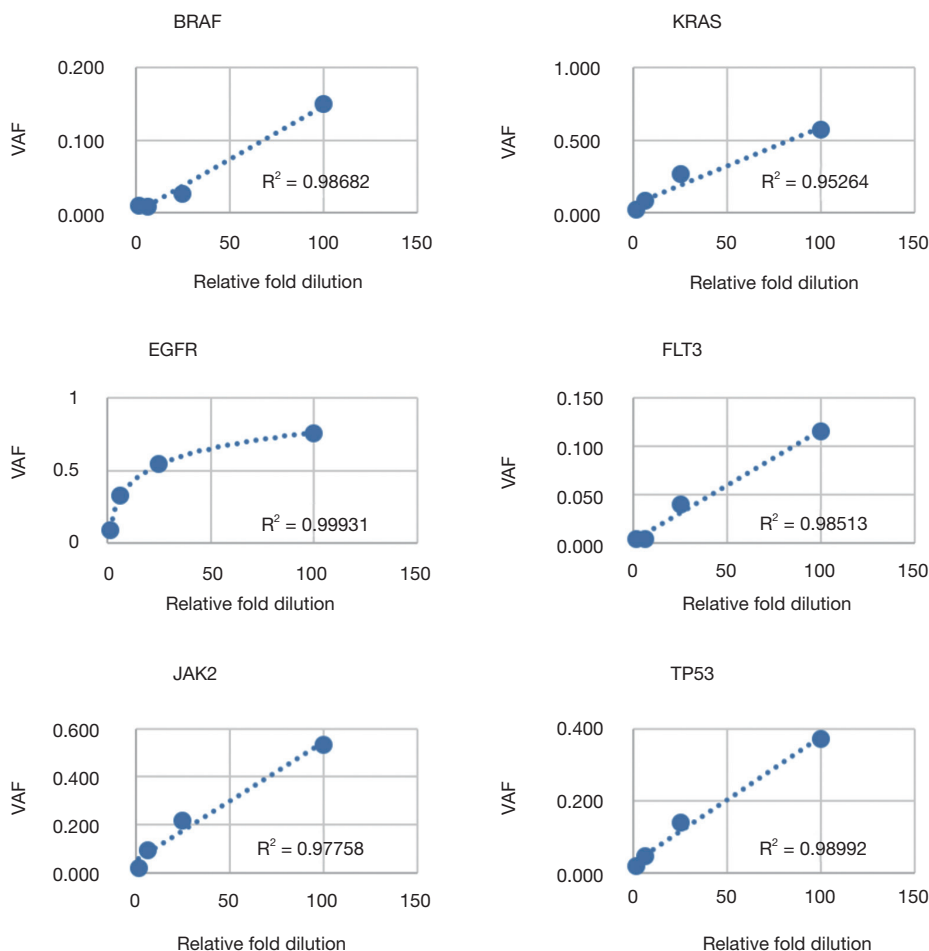 BRAF
0.200
0.100
0.000
VAF
R² = 0.98682
0 50 100 150
Relative fold dilution
KRAS
1.000
0.500
0.000
VAF
R² = 0.95264
0 50 100 150
Relative fold dilution
EGFR
1
0.5
0
VAF
R² = 0.99931
0 50 100 150
Relative fold dilution
FLT3
0.150
0.100
0.050
0.000
VAF
R² = 0.98513
0 50 100 150
Relative fold dilution
JAK2
0.600
0.400
0.200
0.000
VAF
R² = 0.97758
0 50 100 150
Relative fold dilution
TP53
0.400
0.200
0.000
VAF
R² = 0.98992
0 50 100 150
Relative fold dilution